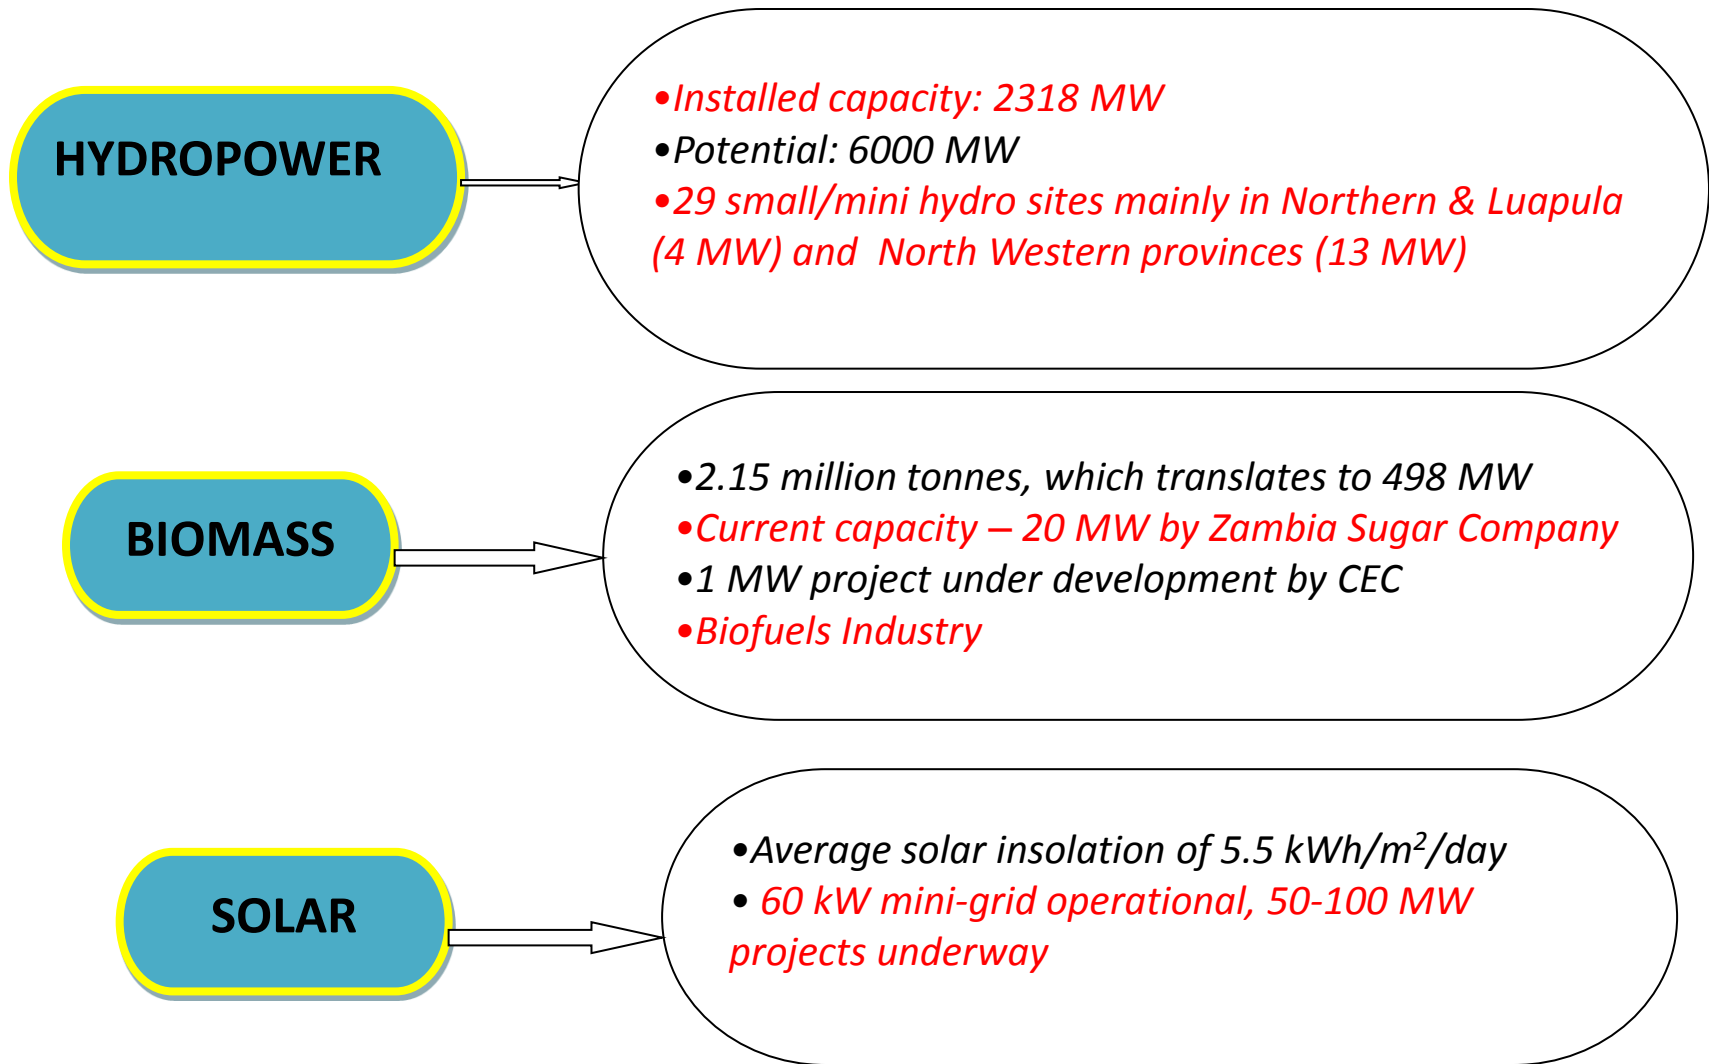 HYDROPOWER
•Installed capacity: 2318 MW
•Potential: 6000 MW
•29 small/mini hydro sites mainly in Northern & Luapula
(4 MW) and  North Western provinces (13 MW)
BIOMASS
•2.15 million tonnes, which translates to 498 MW
•Current capacity – 20 MW by Zambia Sugar Company
•1 MW project under development by CEC
•Biofuels Industry
SOLAR
•Average solar insolation of 5.5 kWh/m²/day
• 60 kW mini-grid operational, 50-100 MW
projects underway